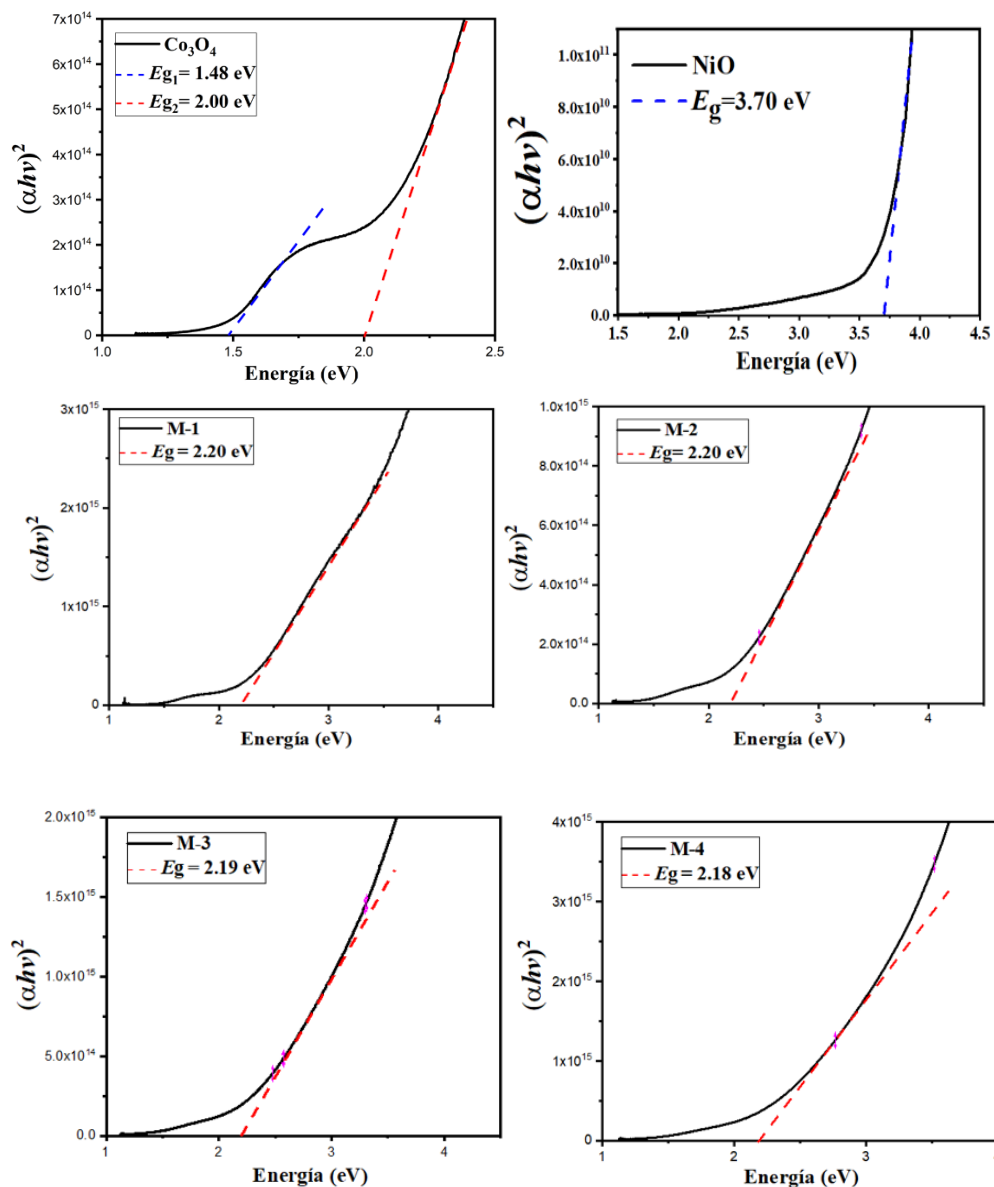 7x10¹⁴
6x10¹⁴
5x10¹⁴
4x10¹⁴
3x10¹⁴
2x10¹⁴
1x10¹⁴
0
(αhν)²
Co₃O₄
Eg₁= 1.48 eV
Eg₂= 2.00 eV
1.0 1.5 2.0 2.5
Energía (eV)
1.0x10¹¹
8.0x10¹⁰
6.0x10¹⁰
4.0x10¹⁰
2.0x10¹⁰
0.0
(αhν)²
NiO
Eg=3.70 eV
1.5 2.0 2.5 3.0 3.5 4.0 4.5
Energía (eV)
3x10¹⁵
2x10¹⁵
1x10¹⁵
0
(αhν)²
M-1
Eg = 2.20 eV
1 2 3 4
Energía (eV)
1.0x10¹⁵
8.0x10¹⁴
6.0x10¹⁴
4.0x10¹⁴
2.0x10¹⁴
0.0
(αhν)²
M-2
Eg= 2.20 eV
1 2 3 4
Energía (eV)
2.0x10¹⁵
1.5x10¹⁵
1.0x10¹⁵
5.0x10¹⁴
0.0
(αhν)²
M-3
Eg = 2.19 eV
1 2 3 4
Energía (eV)
4x10¹⁵
3x10¹⁵
2x10¹⁵
1x10¹⁵
0
(αhν)²
M-4
Eg = 2.18 eV
1 2 3
Energía (eV)